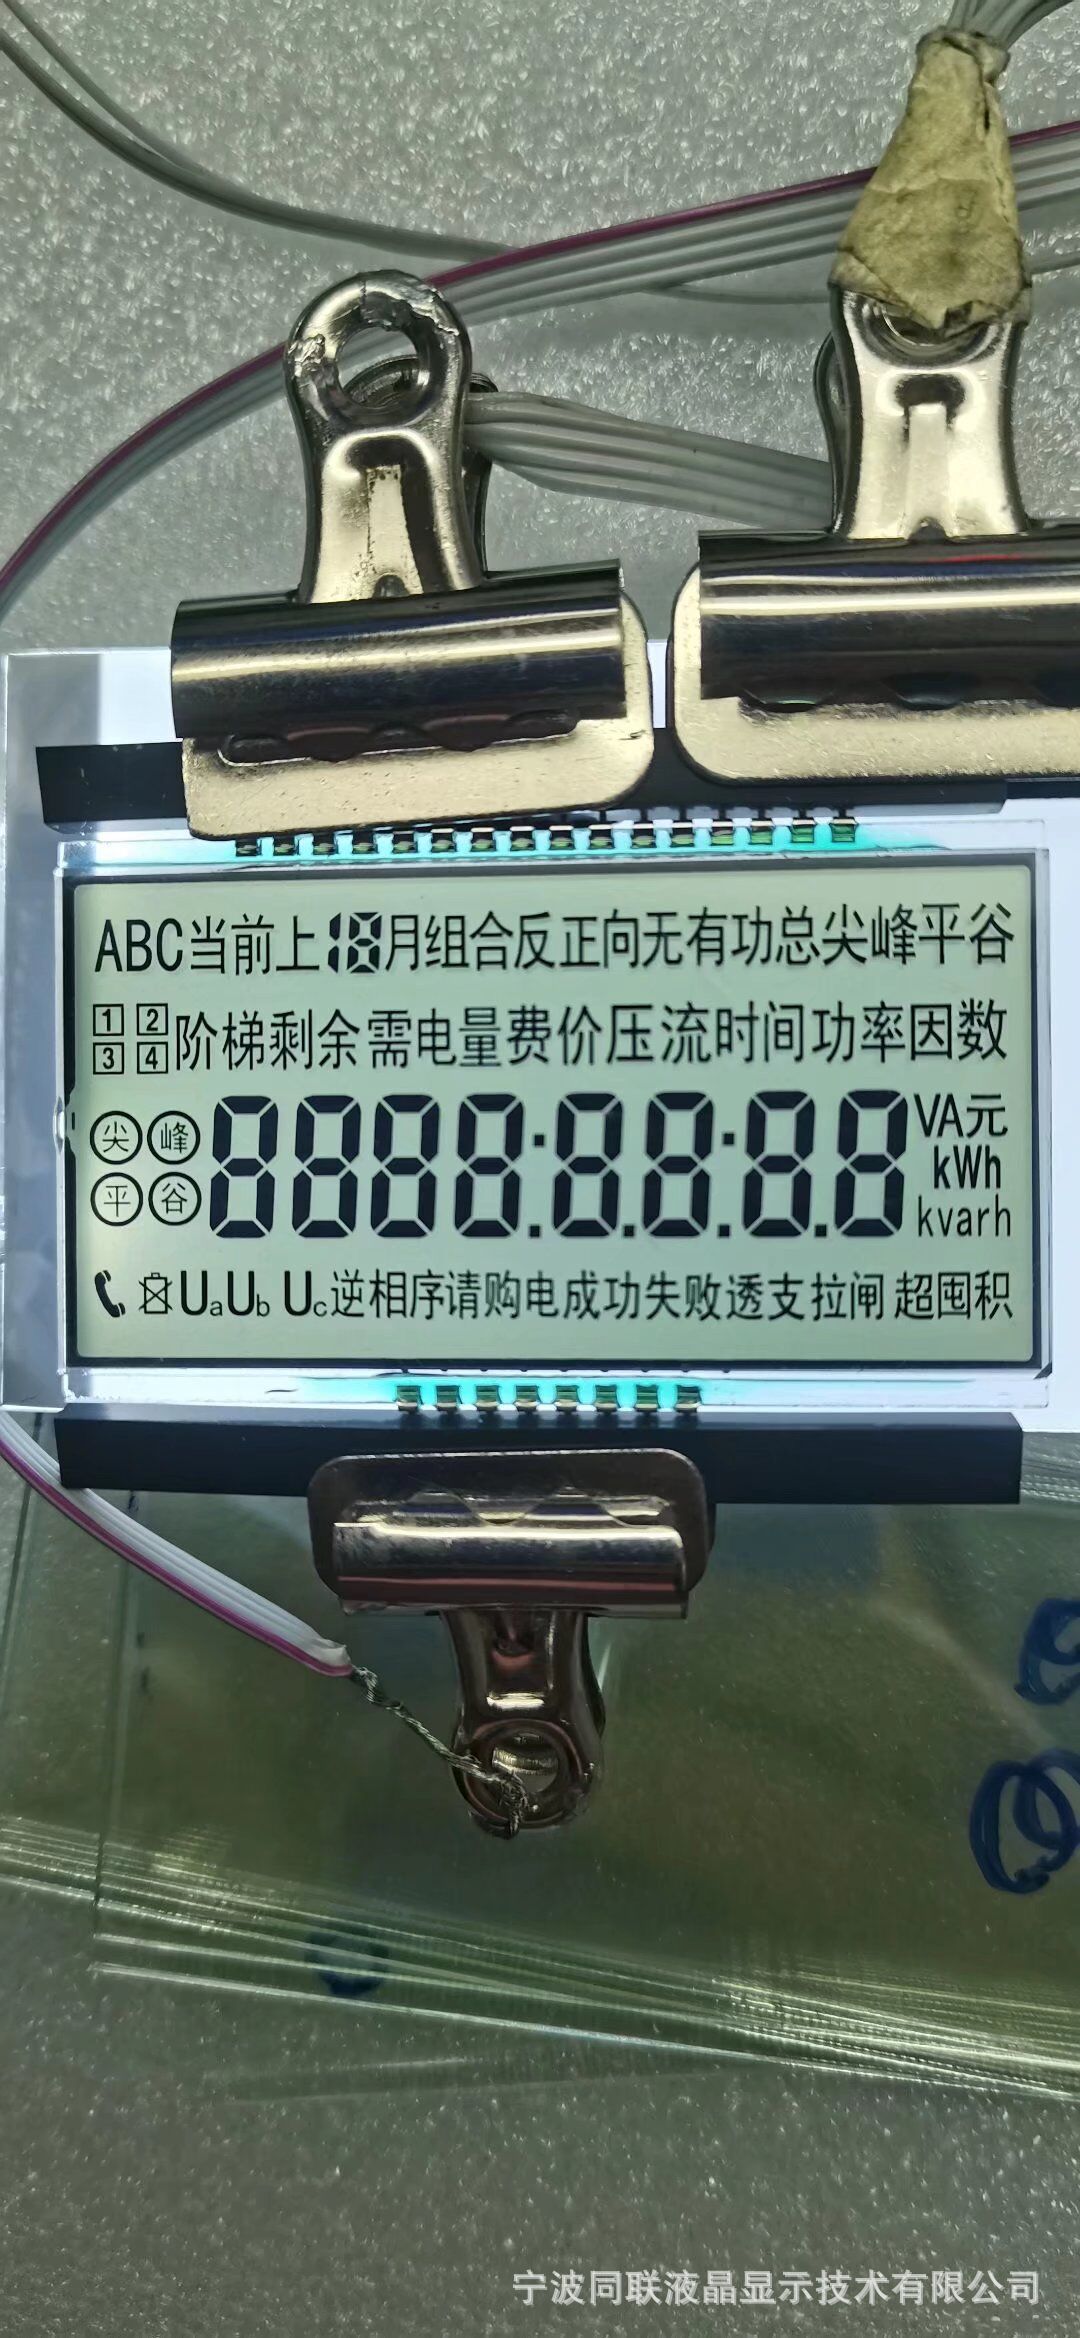 ABC当前上18月组合反正向无有功总尖峰平谷
1 2 阶梯剩余需电量费价压流时间功率因数
3 4
尖 峰 8888:8.8:8.8 VA元
平 谷 kWh
kvarh
UaUb Uc逆相序请购电成功失败透支拉闸 超囤积
宁波同联液晶显示技术有限公司